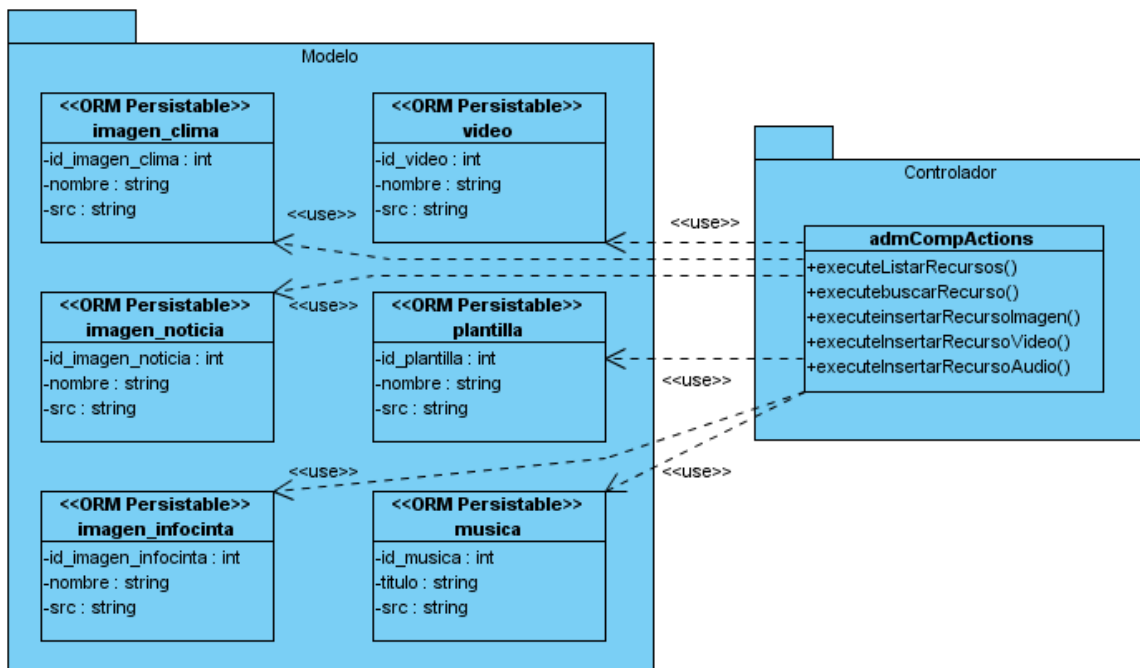 Modelo
<<ORM Persistable>>
imagen_clima
-id_imagen_clima : int
-nombre : string
-src : string
<<ORM Persistable>>
video
-id_video : int
-nombre : string
-src : string
<<use>>
<<use>>
<<use>>
<<ORM Persistable>>
imagen_noticia
-id_imagen_noticia : int
-nombre : string
-src : string
<<ORM Persistable>>
plantilla
-id_plantilla : int
-nombre : string
-src : string
<<use>>
<<use>>
<<use>>
<<ORM Persistable>>
imagen_infocinta
-id_imagen_infocinta : int
-nombre : string
-src : string
<<ORM Persistable>>
musica
-id_musica : int
-titulo : string
-src : string
Controlador
admCompActions
+executeListarRecursos()
+executebuscarRecurso()
+executeinsertarRecursoImagen()
+executeInsertarRecursoVideo()
+executeInsertarRecursoAudio()